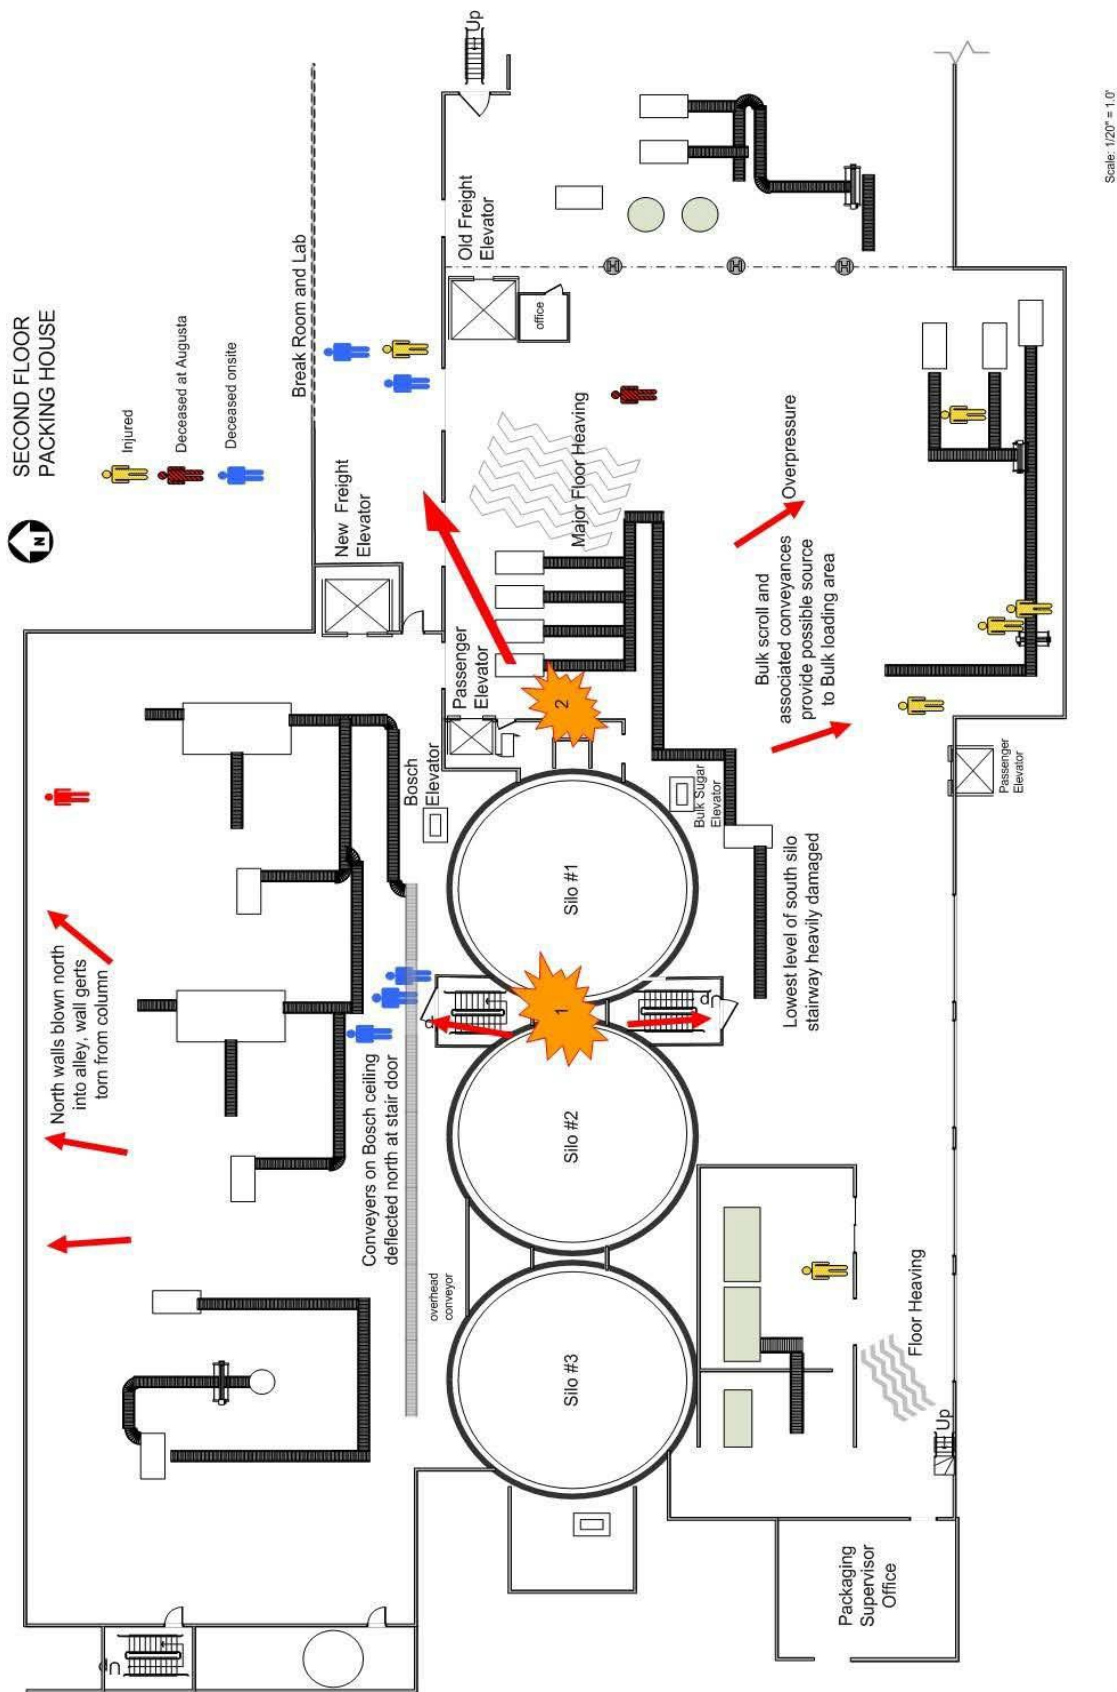 SECOND FLOOR
PACKING HOUSE
N
Injured
Deceased at Augusta
Deceased onsite
Break Room and Lab
New Freight
Elevator
Old Freight
Elevator
Up
office
North walls blown north
into alley, wall gerts
torn from column
Conveyers on Bosch ceiling
deflected north at stair door
Bosch
Elevator
Passenger
Elevator
overhead
conveyor
Major Floor Heaving
2
1
dn
dn
Silo #3
Silo #2
Silo #1
Bulk Sugar
Elevator
Overpressure
Bulk scroll and
associated conveyances
provide possible source
to Bulk loading area
Lowest level of south silo
stairway heavily damaged
Floor Heaving
Up
Passenger
Elevator
Packaging
Supervisor
Office
dn
Scale: 1/20" = 1.0'